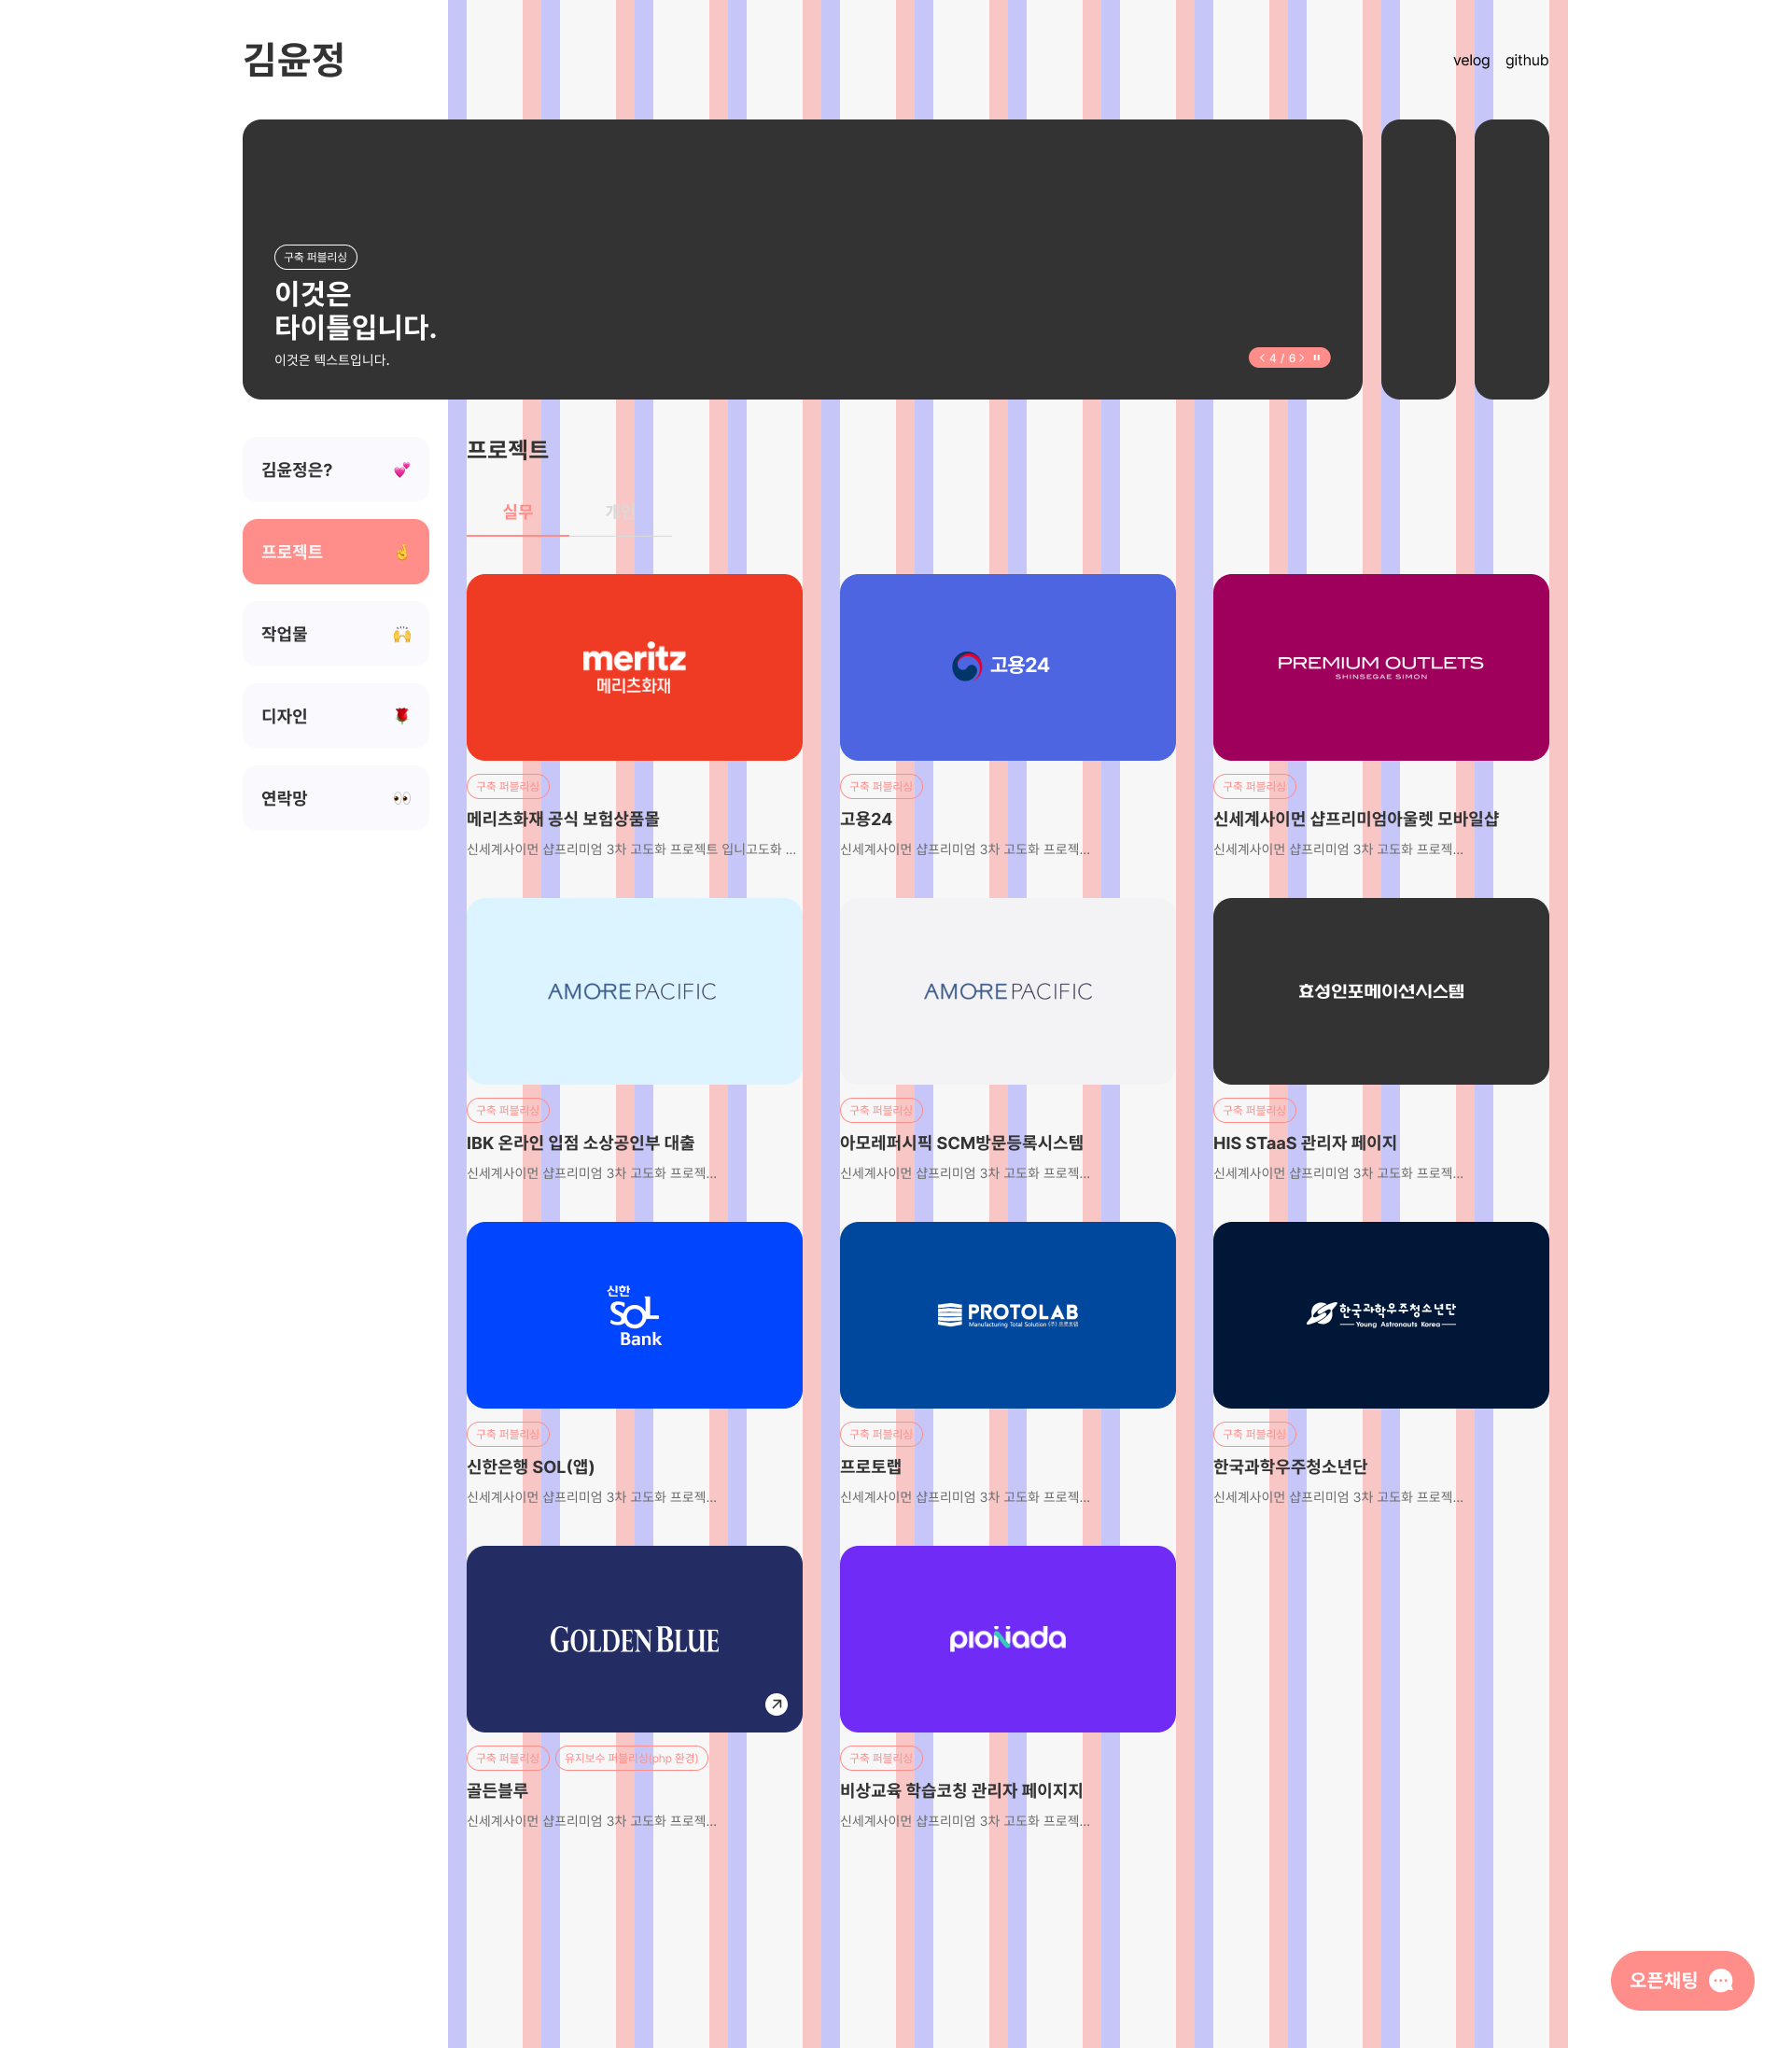 김윤정
velog github
구축 퍼블리싱
이것은
타이틀입니다.
이것은 텍스트입니다.
4 / 6
김윤정은?
프로젝트
작업물
디자인
연락망
프로젝트
실무 개인
meritz
메리츠화재
고용24
PREMIUM OUTLETS
SHINSEGAE SIMON
구축 퍼블리싱
메리츠화재 공식 보험상품몰
신세계사이먼 샵프리미엄 3차 고도화 프로젝트 입니고도화 ...
구축 퍼블리싱
고용24
신세계사이먼 샵프리미엄 3차 고도화 프로젝...
구축 퍼블리싱
신세계사이먼 샵프리미엄아울렛 모바일샵
신세계사이먼 샵프리미엄 3차 고도화 프로젝...
AMOREPACIFIC
AMOREPACIFIC
효성인포메이션시스템
구축 퍼블리싱
IBK 온라인 입점 소상공인부 대출
신세계사이먼 샵프리미엄 3차 고도화 프로젝...
구축 퍼블리싱
아모레퍼시픽 SCM방문등록시스템
신세계사이먼 샵프리미엄 3차 고도화 프로젝...
구축 퍼블리싱
HIS STaaS 관리자 페이지
신세계사이먼 샵프리미엄 3차 고도화 프로젝...
신한
SOL
Bank
PROTOLAB
Manufacturing Total Solution (주) 프로토랩
한국과학우주청소년단
Young Astronauts Korea
구축 퍼블리싱
신한은행 SOL(앱)
신세계사이먼 샵프리미엄 3차 고도화 프로젝...
구축 퍼블리싱
프로토랩
신세계사이먼 샵프리미엄 3차 고도화 프로젝...
구축 퍼블리싱
한국과학우주청소년단
신세계사이먼 샵프리미엄 3차 고도화 프로젝...
GOLDEN BLUE
pioNada
구축 퍼블리싱 유지보수 퍼블리싱(php 환경)
골든블루
신세계사이먼 샵프리미엄 3차 고도화 프로젝...
구축 퍼블리싱
비상교육 학습코칭 관리자 페이지지
신세계사이먼 샵프리미엄 3차 고도화 프로젝...
오픈채팅